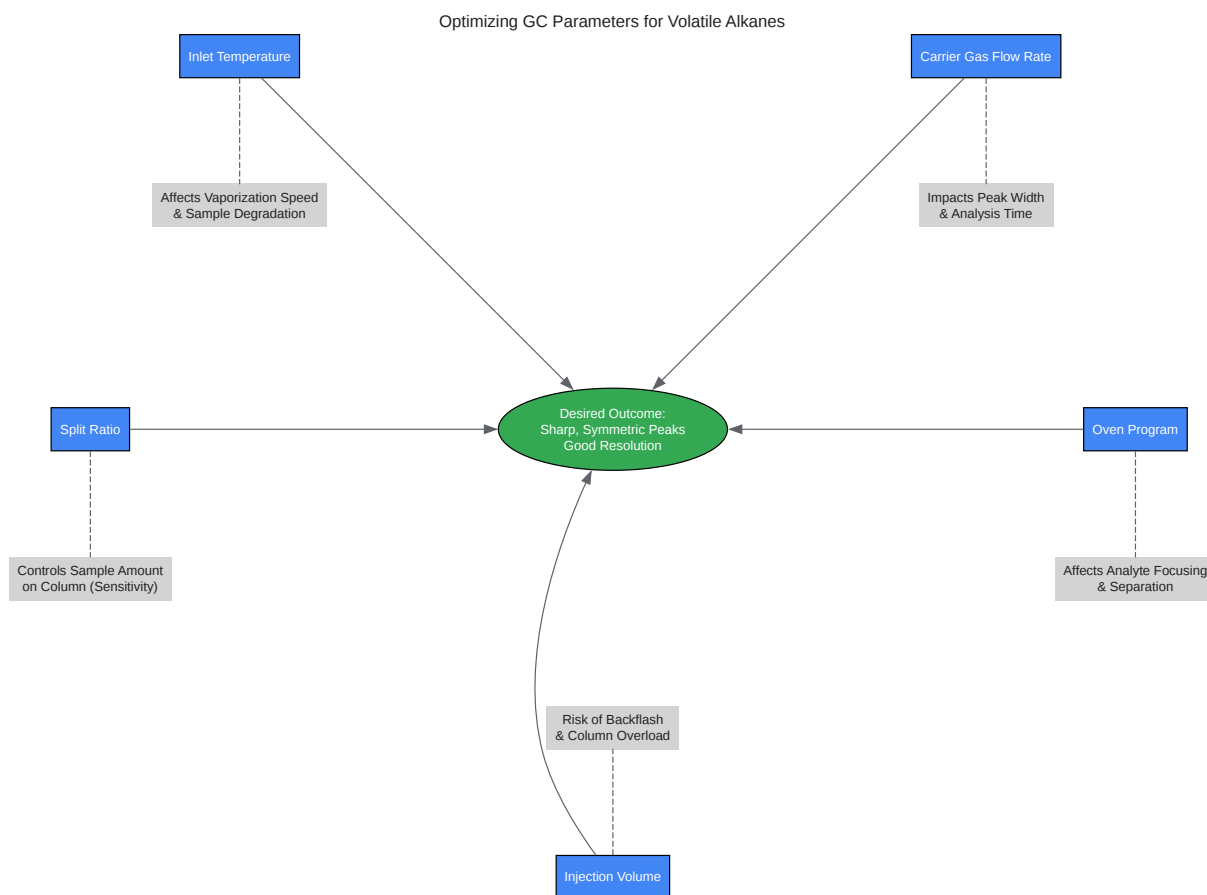 Optimizing GC Parameters for Volatile Alkanes
Inlet Temperature
Carrier Gas Flow Rate
Affects Vaporization Speed
& Sample Degradation
Impacts Peak Width
& Analysis Time
Split Ratio
Desired Outcome:
Sharp, Symmetric Peaks
Good Resolution
Oven Program
Controls Sample Amount
on Column (Sensitivity)
Affects Analyte Focusing
& Separation
Risk of Backflash
& Column Overload
Injection Volume